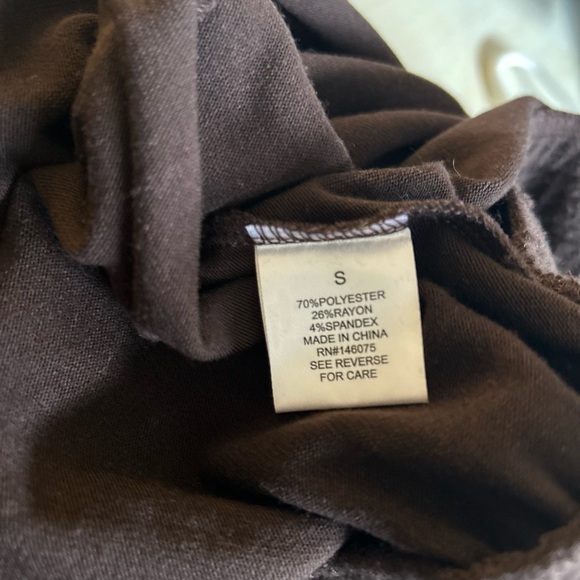 S
70%POLYESTER
26%RAYON
4%SPANDEX
MADE IN CHINA
RN#146075
SEE REVERSE
FOR CARE